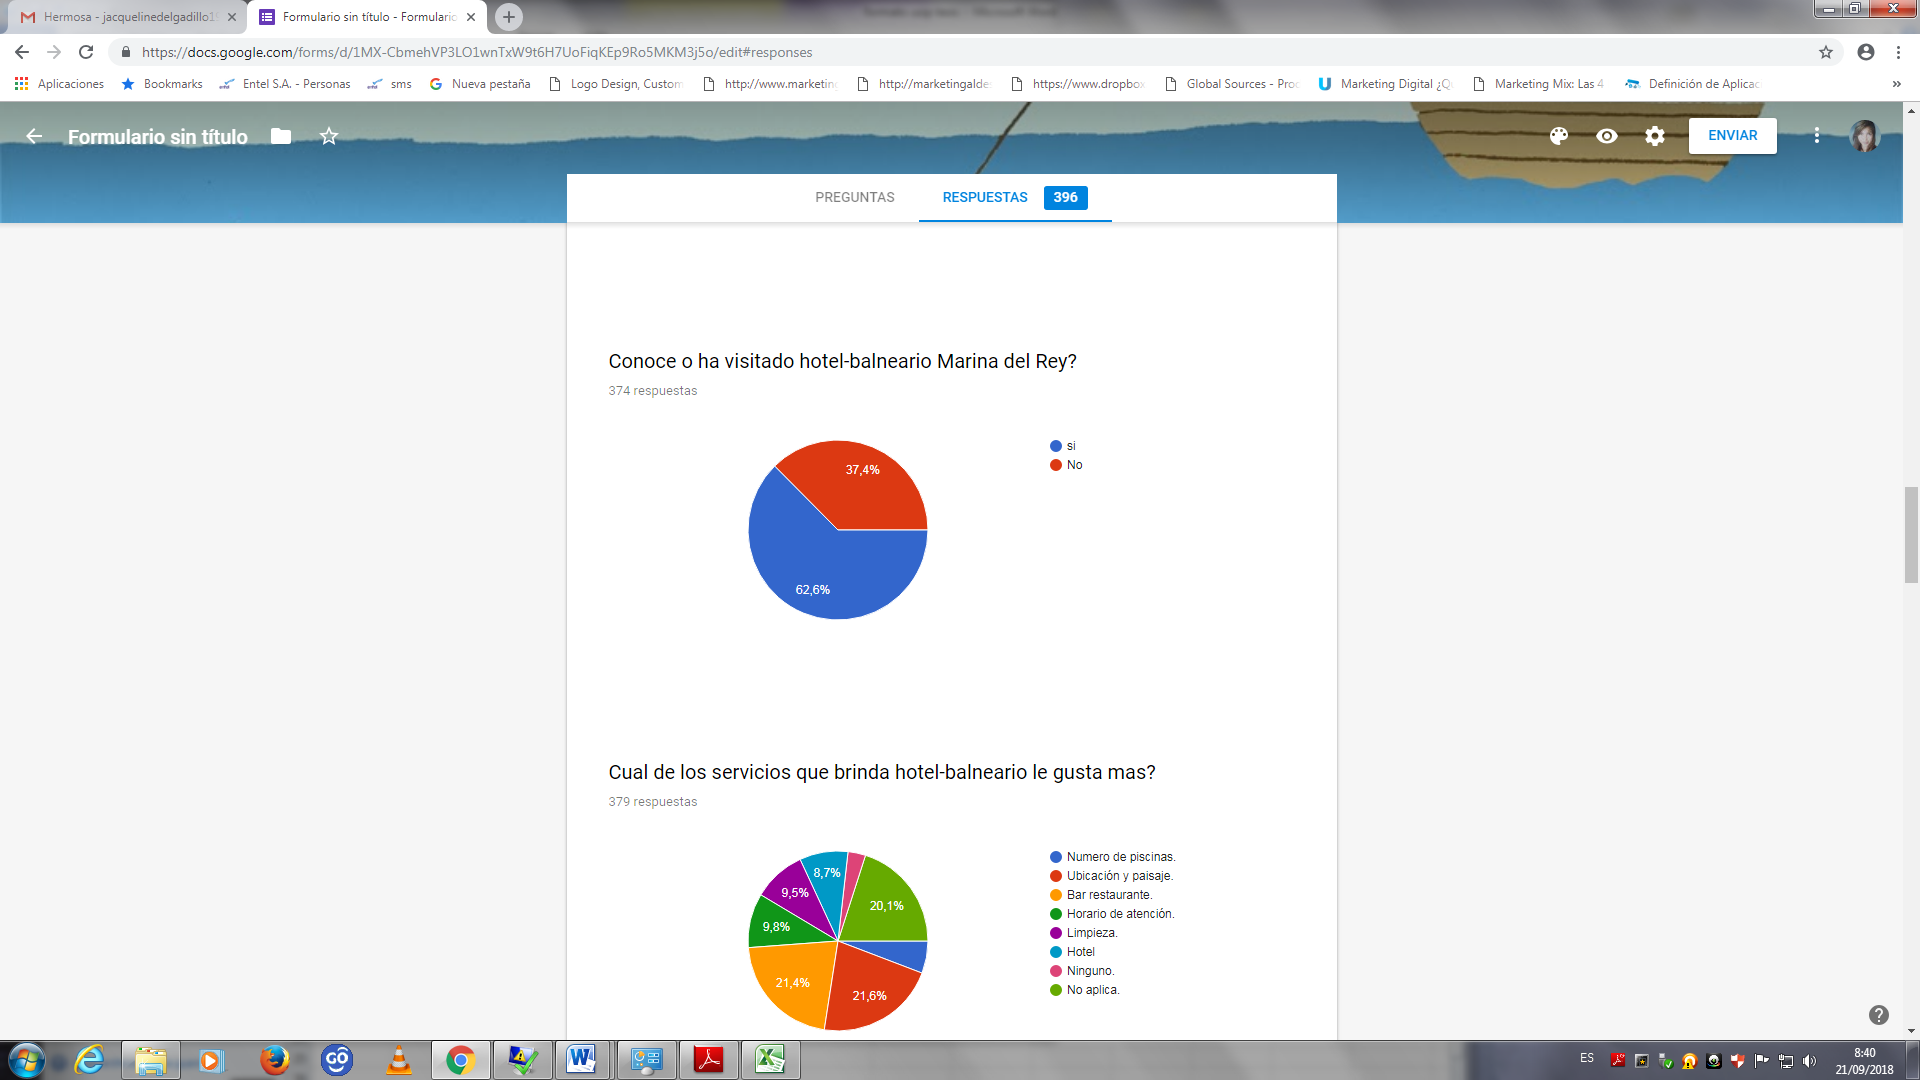 Hermosa - jacquelinedelgadillo1
Formulario sin título - Formulario
https://docs.google.com/forms/d/1MX-CbmehVP3LO1wnTxW9t6H7UoFiqKEp9Ro5MKM3j5o/edit#responses
Aplicaciones
Bookmarks
Entel S.A. - Personas
sms
Nueva pestaña
Logo Design, Custom
http://www.marketing
http://marketingalde
https://www.dropbox
Global Sources - Proc
Marketing Digital ¿Q
Marketing Mix: Las 4
Definición de Aplicac
Formulario sin título
ENVIAR
PREGUNTAS
RESPUESTAS
396
Conoce o ha visitado hotel-balneario Marina del Rey?
374 respuestas
37,4%
62,6%
si
No
Cual de los servicios que brinda hotel-balneario le gusta mas?
379 respuestas
8,7%
9,5%
20,1%
9,8%
21,4%
21,6%
Numero de piscinas.
Ubicación y paisaje.
Bar restaurante.
Horario de atención.
Limpieza.
Hotel
Ninguno.
No aplica.
GO
ES
8:40
21/09/2018